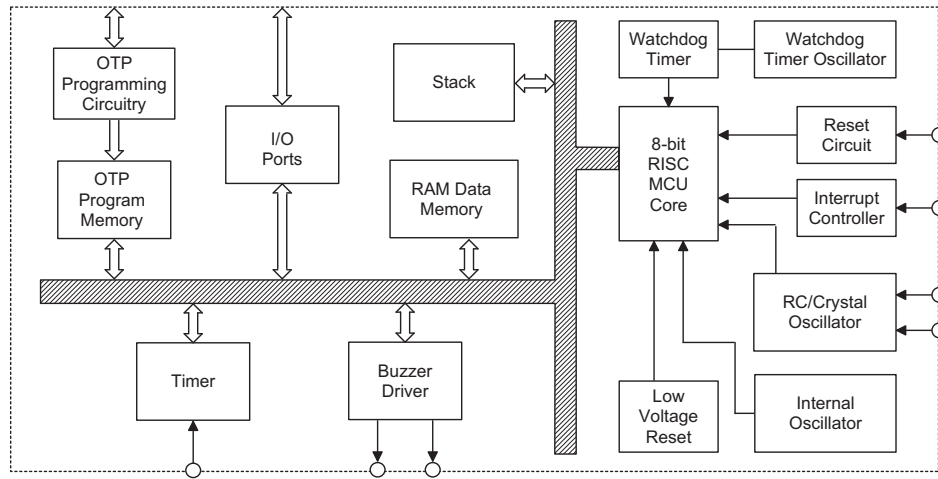 OTP
Programming
Circuitry
OTP
Program
Memory
I/O
Ports
Stack
RAM Data
Memory
Timer
Buzzer
Driver
Watchdog
Timer
Watchdog
Timer Oscillator
8-bit
RISC
MCU
Core
Reset
Circuit
Interrupt
Controller
RC/Crystal
Oscillator
Low
Voltage
Reset
Internal
Oscillator